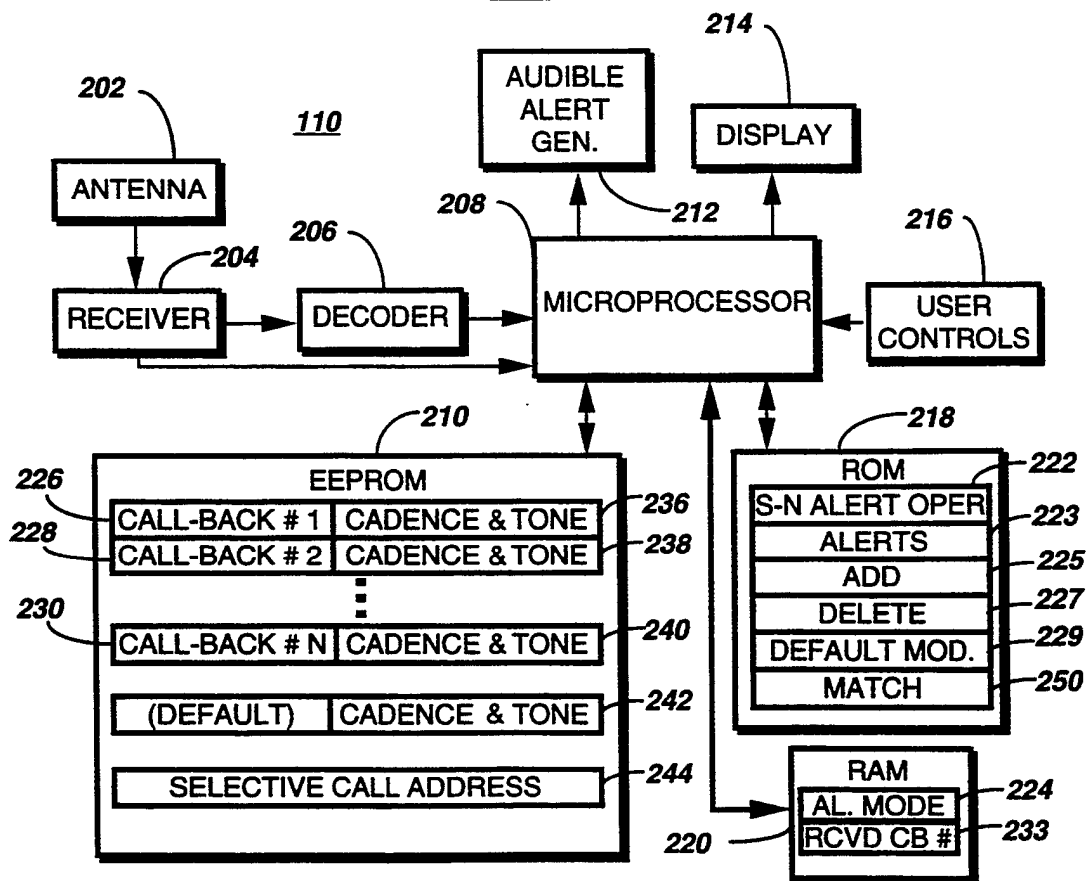 214
202
AUDIBLE
ALERT
GEN.
110
DISPLAY
ANTENNA
208
212
206
216
204
RECEIVER
DECODER
MICROPROCESSOR
USER
CONTROLS
210
218
EEPROM
ROM
222
226
CALL-BACK # 1
CADENCE & TONE
236
S-N ALERT OPER
223
228
CALL-BACK # 2
CADENCE & TONE
238
ALERTS
225
ADD
227
230
CALL-BACK # N
CADENCE & TONE
240
DELETE
229
DEFAULT MOD.
250
MATCH
(DEFAULT)
CADENCE & TONE
242
SELECTIVE CALL ADDRESS
244
RAM
224
AL. MODE
220
RCVD CB #
233